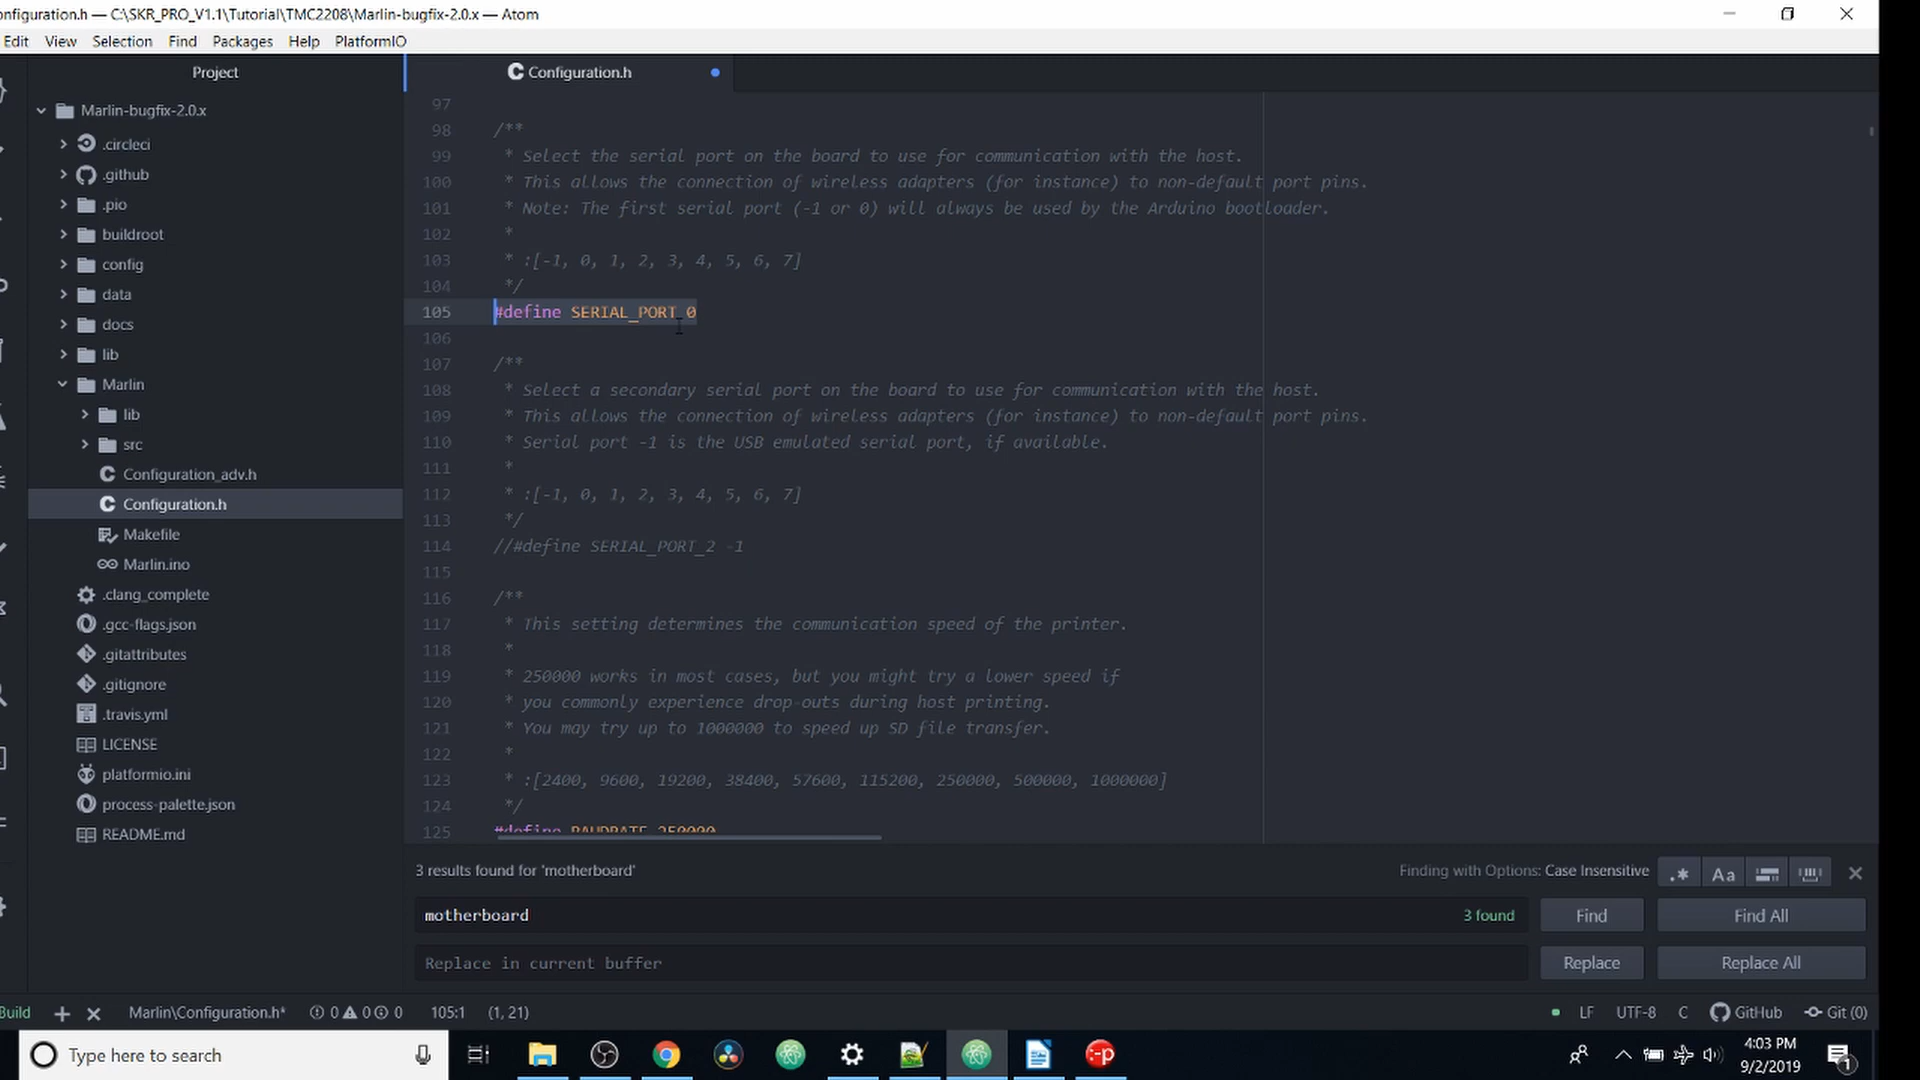 onfiguration.h — C:\SKR_PRO_V1.1\Tutorial\TMC2208\Marlin-bugfix-2.0.x — Atom
Edit View Selection Find Packages Help PlatformIO
Project
Marlin-bugfix-2.0.x
.circleci
.github
.pio
buildroot
config
data
docs
lib
Marlin
lib
src
Configuration_adv.h
Configuration.h
Makefile
Marlin.ino
.clang_complete
.gcc-flags.json
.gitattributes
.gitignore
.travis.yml
LICENSE
platformio.ini
process-palette.json
README.md
Configuration.h
97
98 /**
99 * Select the serial port on the board to use for communication with the host.
100 * This allows the connection of wireless adapters (for instance) to non-default port pins.
101 * Note: The first serial port (-1 or 0) will always be used by the Arduino bootloader.
102 *
103 * :[-1, 0, 1, 2, 3, 4, 5, 6, 7]
104 */
105 #define SERIAL_PORT 0
106
107 /**
108 * Select a secondary serial port on the board to use for communication with the host.
109 * This allows the connection of wireless adapters (for instance) to non-default port pins.
110 * Serial port -1 is the USB emulated serial port, if available.
111 *
112 * :[-1, 0, 1, 2, 3, 4, 5, 6, 7]
113 */
114 //#define SERIAL_PORT_2 -1
115
116 /**
117 * This setting determines the communication speed of the printer.
118 *
119 * 250000 works in most cases, but you might try a lower speed if
120 * you commonly experience drop-outs during host printing.
121 * You may try up to 1000000 to speed up SD file transfer.
122 *
123 * :[2400, 9600, 19200, 38400, 57600, 115200, 250000, 500000, 1000000]
124 */
125 #define BAUDRATE 250000
3 results found for 'motherboard' Finding with Options: Case Insensitive .* Aa
motherboard 3 found Find Find All
Replace in current buffer Replace Replace All
Build Marlin\Configuration.h* 0 0 0 105:1 (1, 21) LF UTF-8 C GitHub Git (0)
Type here to search
4:03 PM
9/2/2019
1